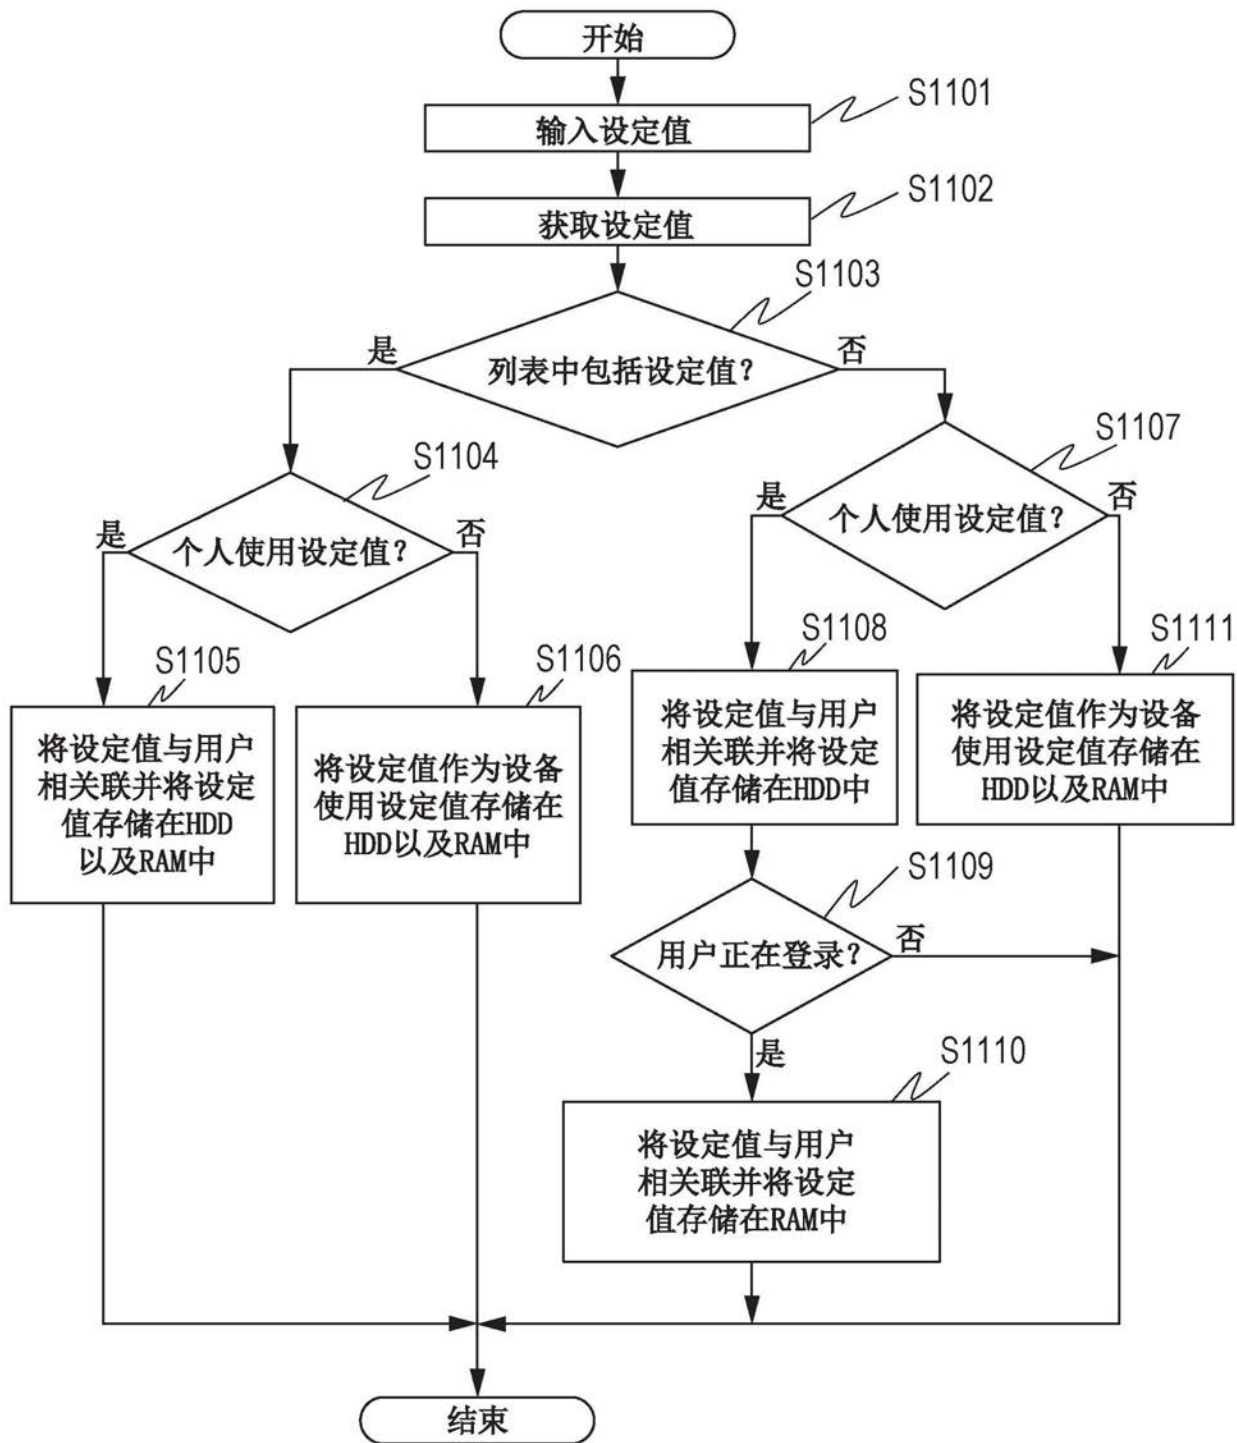 开始
S1101
输入设定值
S1102
获取设定值
S1103
是
列表中包括设定值？
否
S1104
是
个人使用设定值？
否
S1107
是
个人使用设定值？
否
S1105
将设定值与用户
相关联并将设定
值存储在HDD
以及RAM中
S1106
将设定值作为设备
使用设定值存储在
HDD以及RAM中
S1108
将设定值与用户
相关联并将设定
值存储在HDD中
S1111
将设定值作为设备
使用设定值存储在
HDD以及RAM中
S1109
用户正在登录？
否
是
S1110
将设定值与用户
相关联并将设定
值存储在RAM中
结束